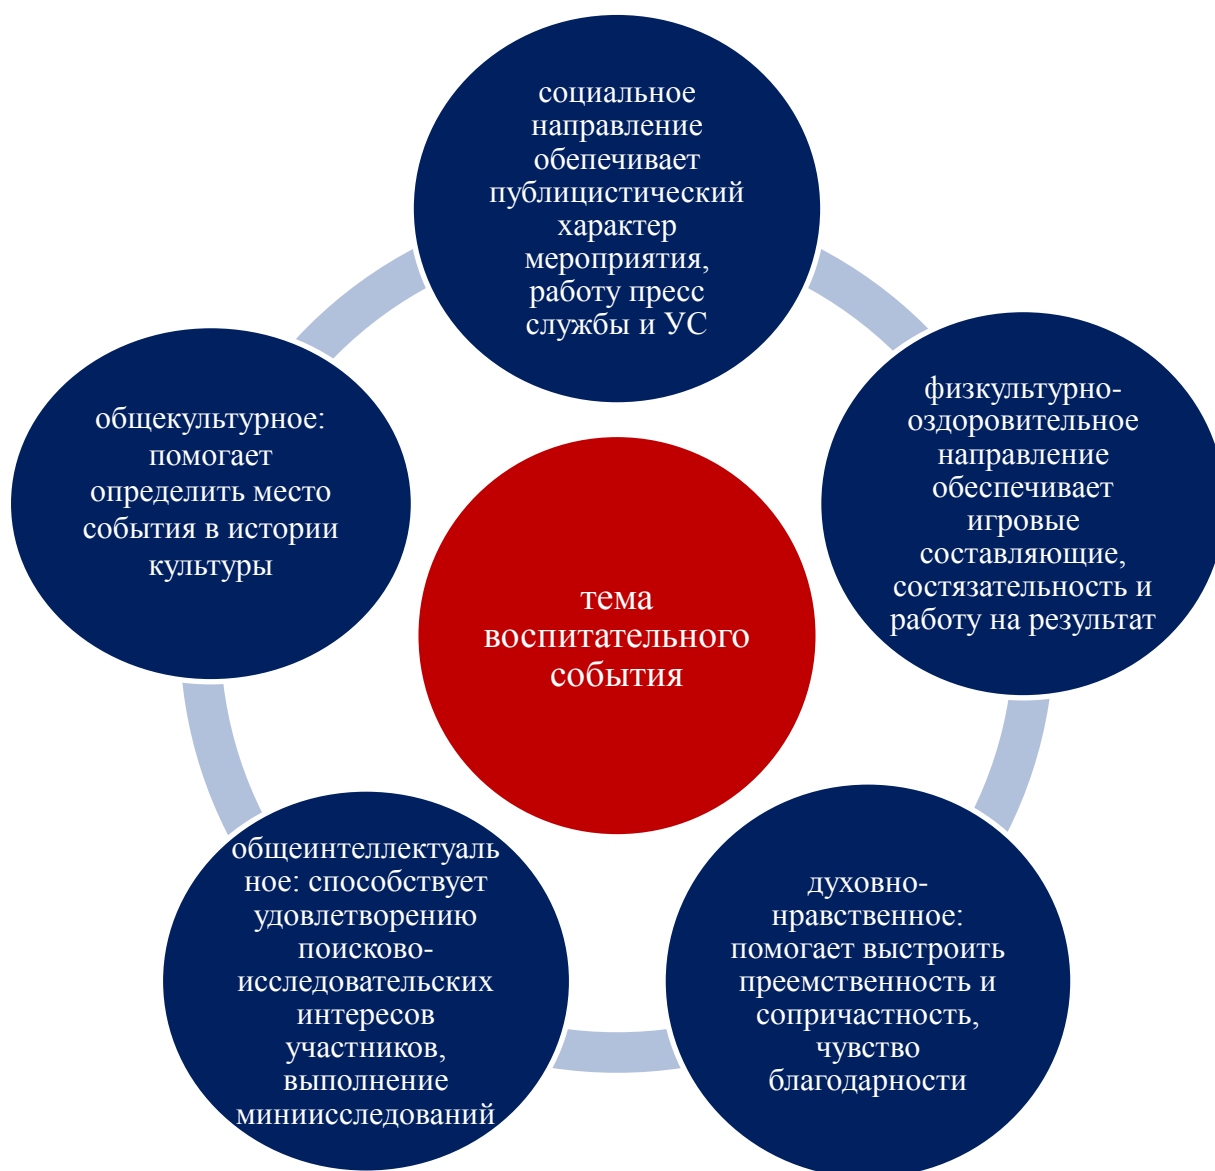 социальное
направление
обепечивает
публицистический
характер
мероприятия,
работу пресс
службы и УС
физкультурно-
оздоровительное
направление
обеспечивает
игровые
составляющие,
состязательность и
работу на результат
духовно-
нравственное:
помогает выстроить
преемственность и
сопричастность,
чувство
благодарности
общеинтеллектуаль
ное: способствует
удовлетворению
поисково-
исследовательских
интересов
участников,
выполнение
миниисследований
общекультурное:
помогает
определить место
события в истории
культуры
тема
воспитательного
события